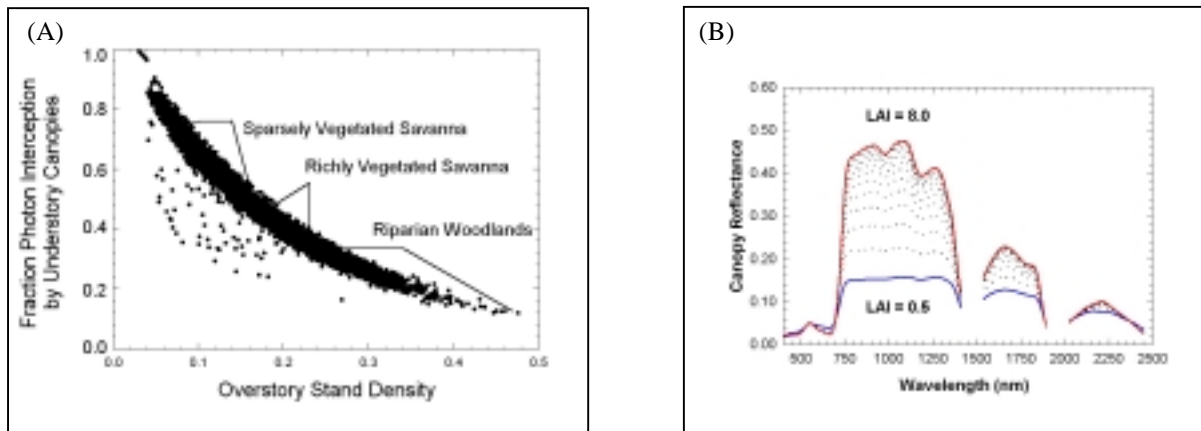 (A)
Fraction Photon Interception
by Understory Canopies
1.0
0.8
0.6
0.4
0.2
0.0
Sparsely Vegetated Savanna
Richly Vegetated Savanna
Riparian Woodlands
0.0 0.1 0.2 0.3 0.4 0.5
Overstory Stand Density
(B)
Canopy Reflectance
0.60
0.50
0.40
0.30
0.20
0.10
0.00
LAI = 8.0
LAI = 0.5
500 750 1000 1250 1500 1750 2000 2250 2500
Wavelength (nm)